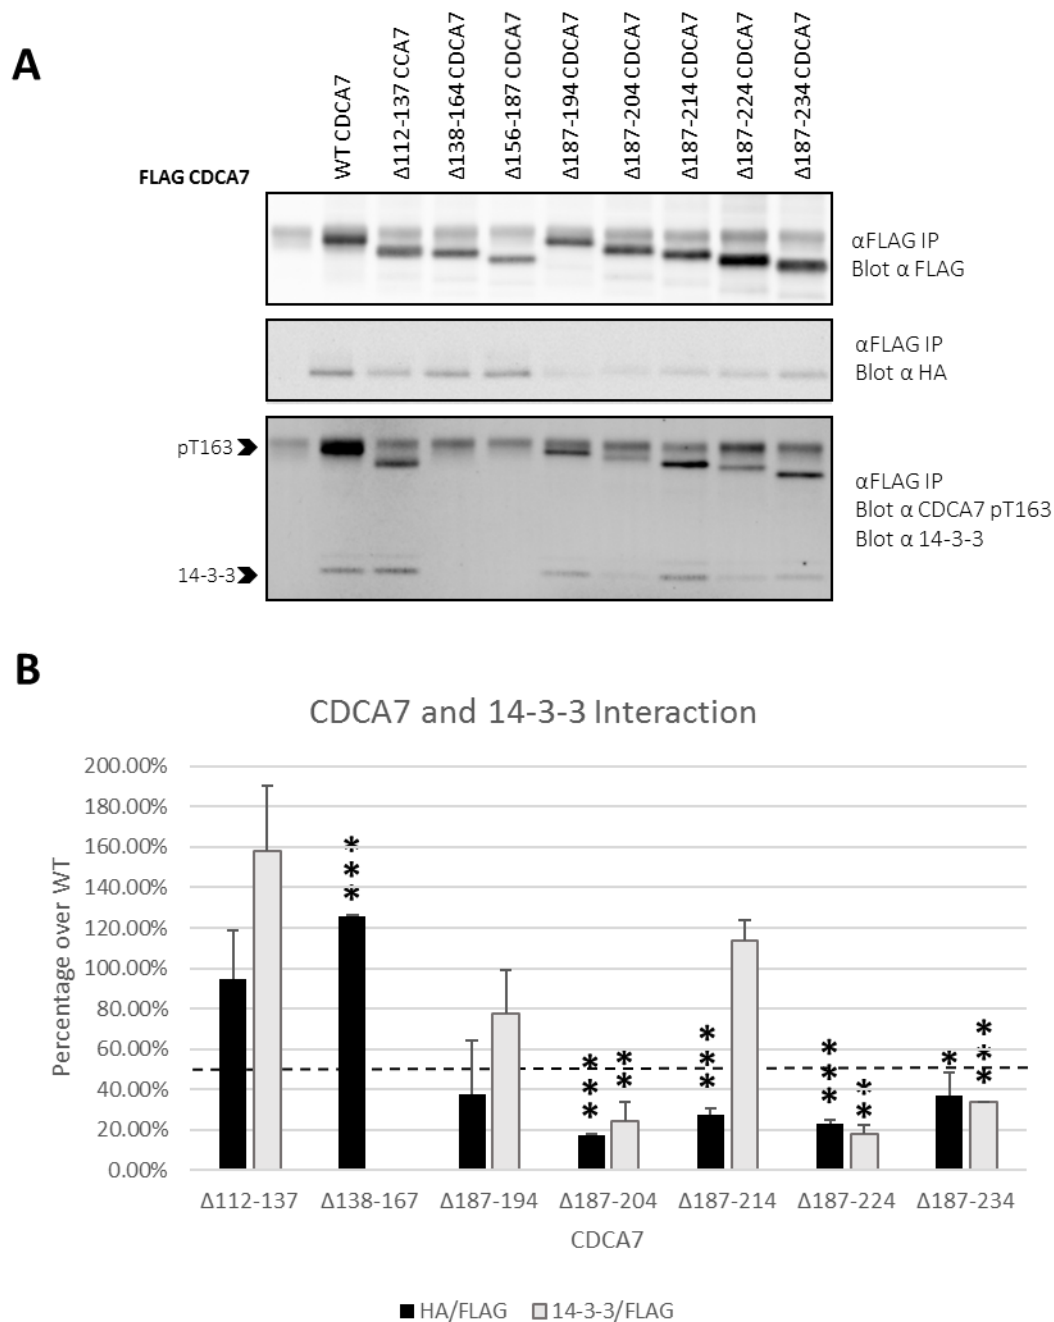 A
WT CDCA7
Δ112-137 CCA7
Δ138-164 CDCA7
Δ156-187 CDCA7
Δ187-194 CDCA7
Δ187-204 CDCA7
Δ187-214 CDCA7
Δ187-224 CDCA7
Δ187-234 CDCA7
FLAG CDCA7
αFLAG IP
Blot α FLAG
αFLAG IP
Blot α HA
pT163
14-3-3
αFLAG IP
Blot α CDCA7 pT163
Blot α 14-3-3
B
CDCA7 and 14-3-3 Interaction
Percentage over WT
200.00%
180.00%
160.00%
140.00%
120.00%
100.00%
80.00%
60.00%
40.00%
20.00%
0.00%
***
***
**
***
***
**
*
***
Δ112-137 Δ138-167 Δ187-194 Δ187-204 Δ187-214 Δ187-224 Δ187-234
CDCA7
HA/FLAG 14-3-3/FLAG